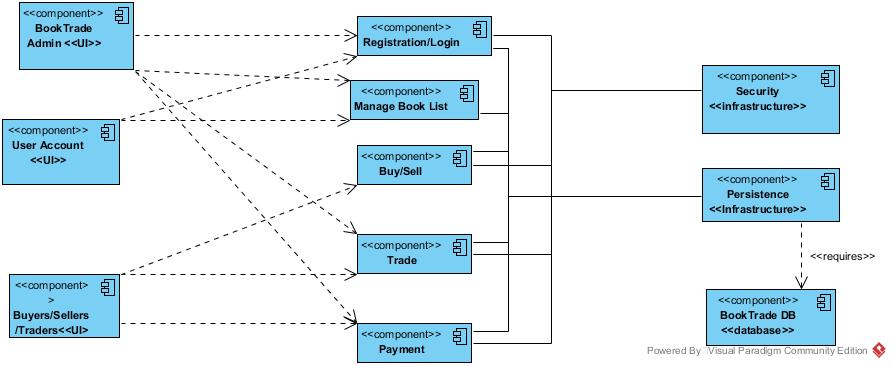 <<component>>
BookTrade
Admin <<UI>>
<<component>>
User Account
<<UI>>
<<component>
>
Buyers/Sellers
/Traders<<UI>
<<component>>
Registration/Login
<<component>>
Manage Book List
<<component>>
Buy/Sell
<<component>>
Trade
<<component>>
Payment
<<component>>
Security
<<infrastructure>>
<<component>>
Persistence
<<Infrastructure>>
<<requires>>
<<component>>
BookTrade DB
<<database>>
Powered By Visual Paradigm Community Edition